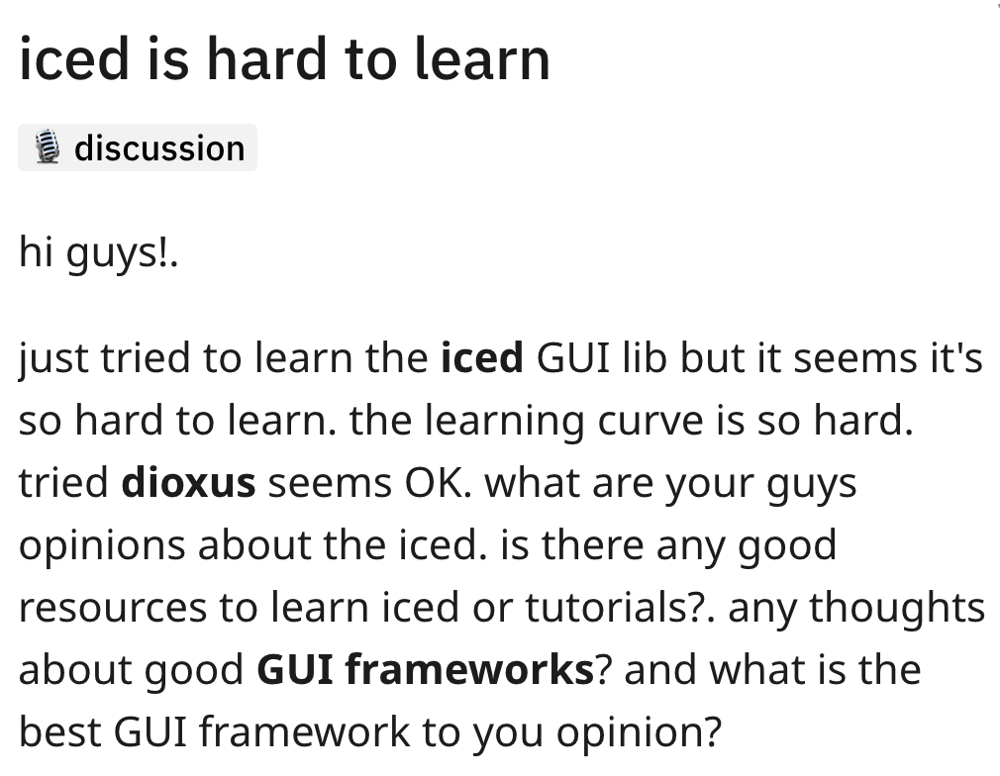 iced is hard to learn
discussion
hi guys!.
just tried to learn the iced GUI lib but it seems it's
so hard to learn. the learning curve is so hard.
tried dioxus seems OK. what are your guys
opinions about the iced. is there any good
resources to learn iced or tutorials?. any thoughts
about good GUI frameworks? and what is the
best GUI framework to you opinion?